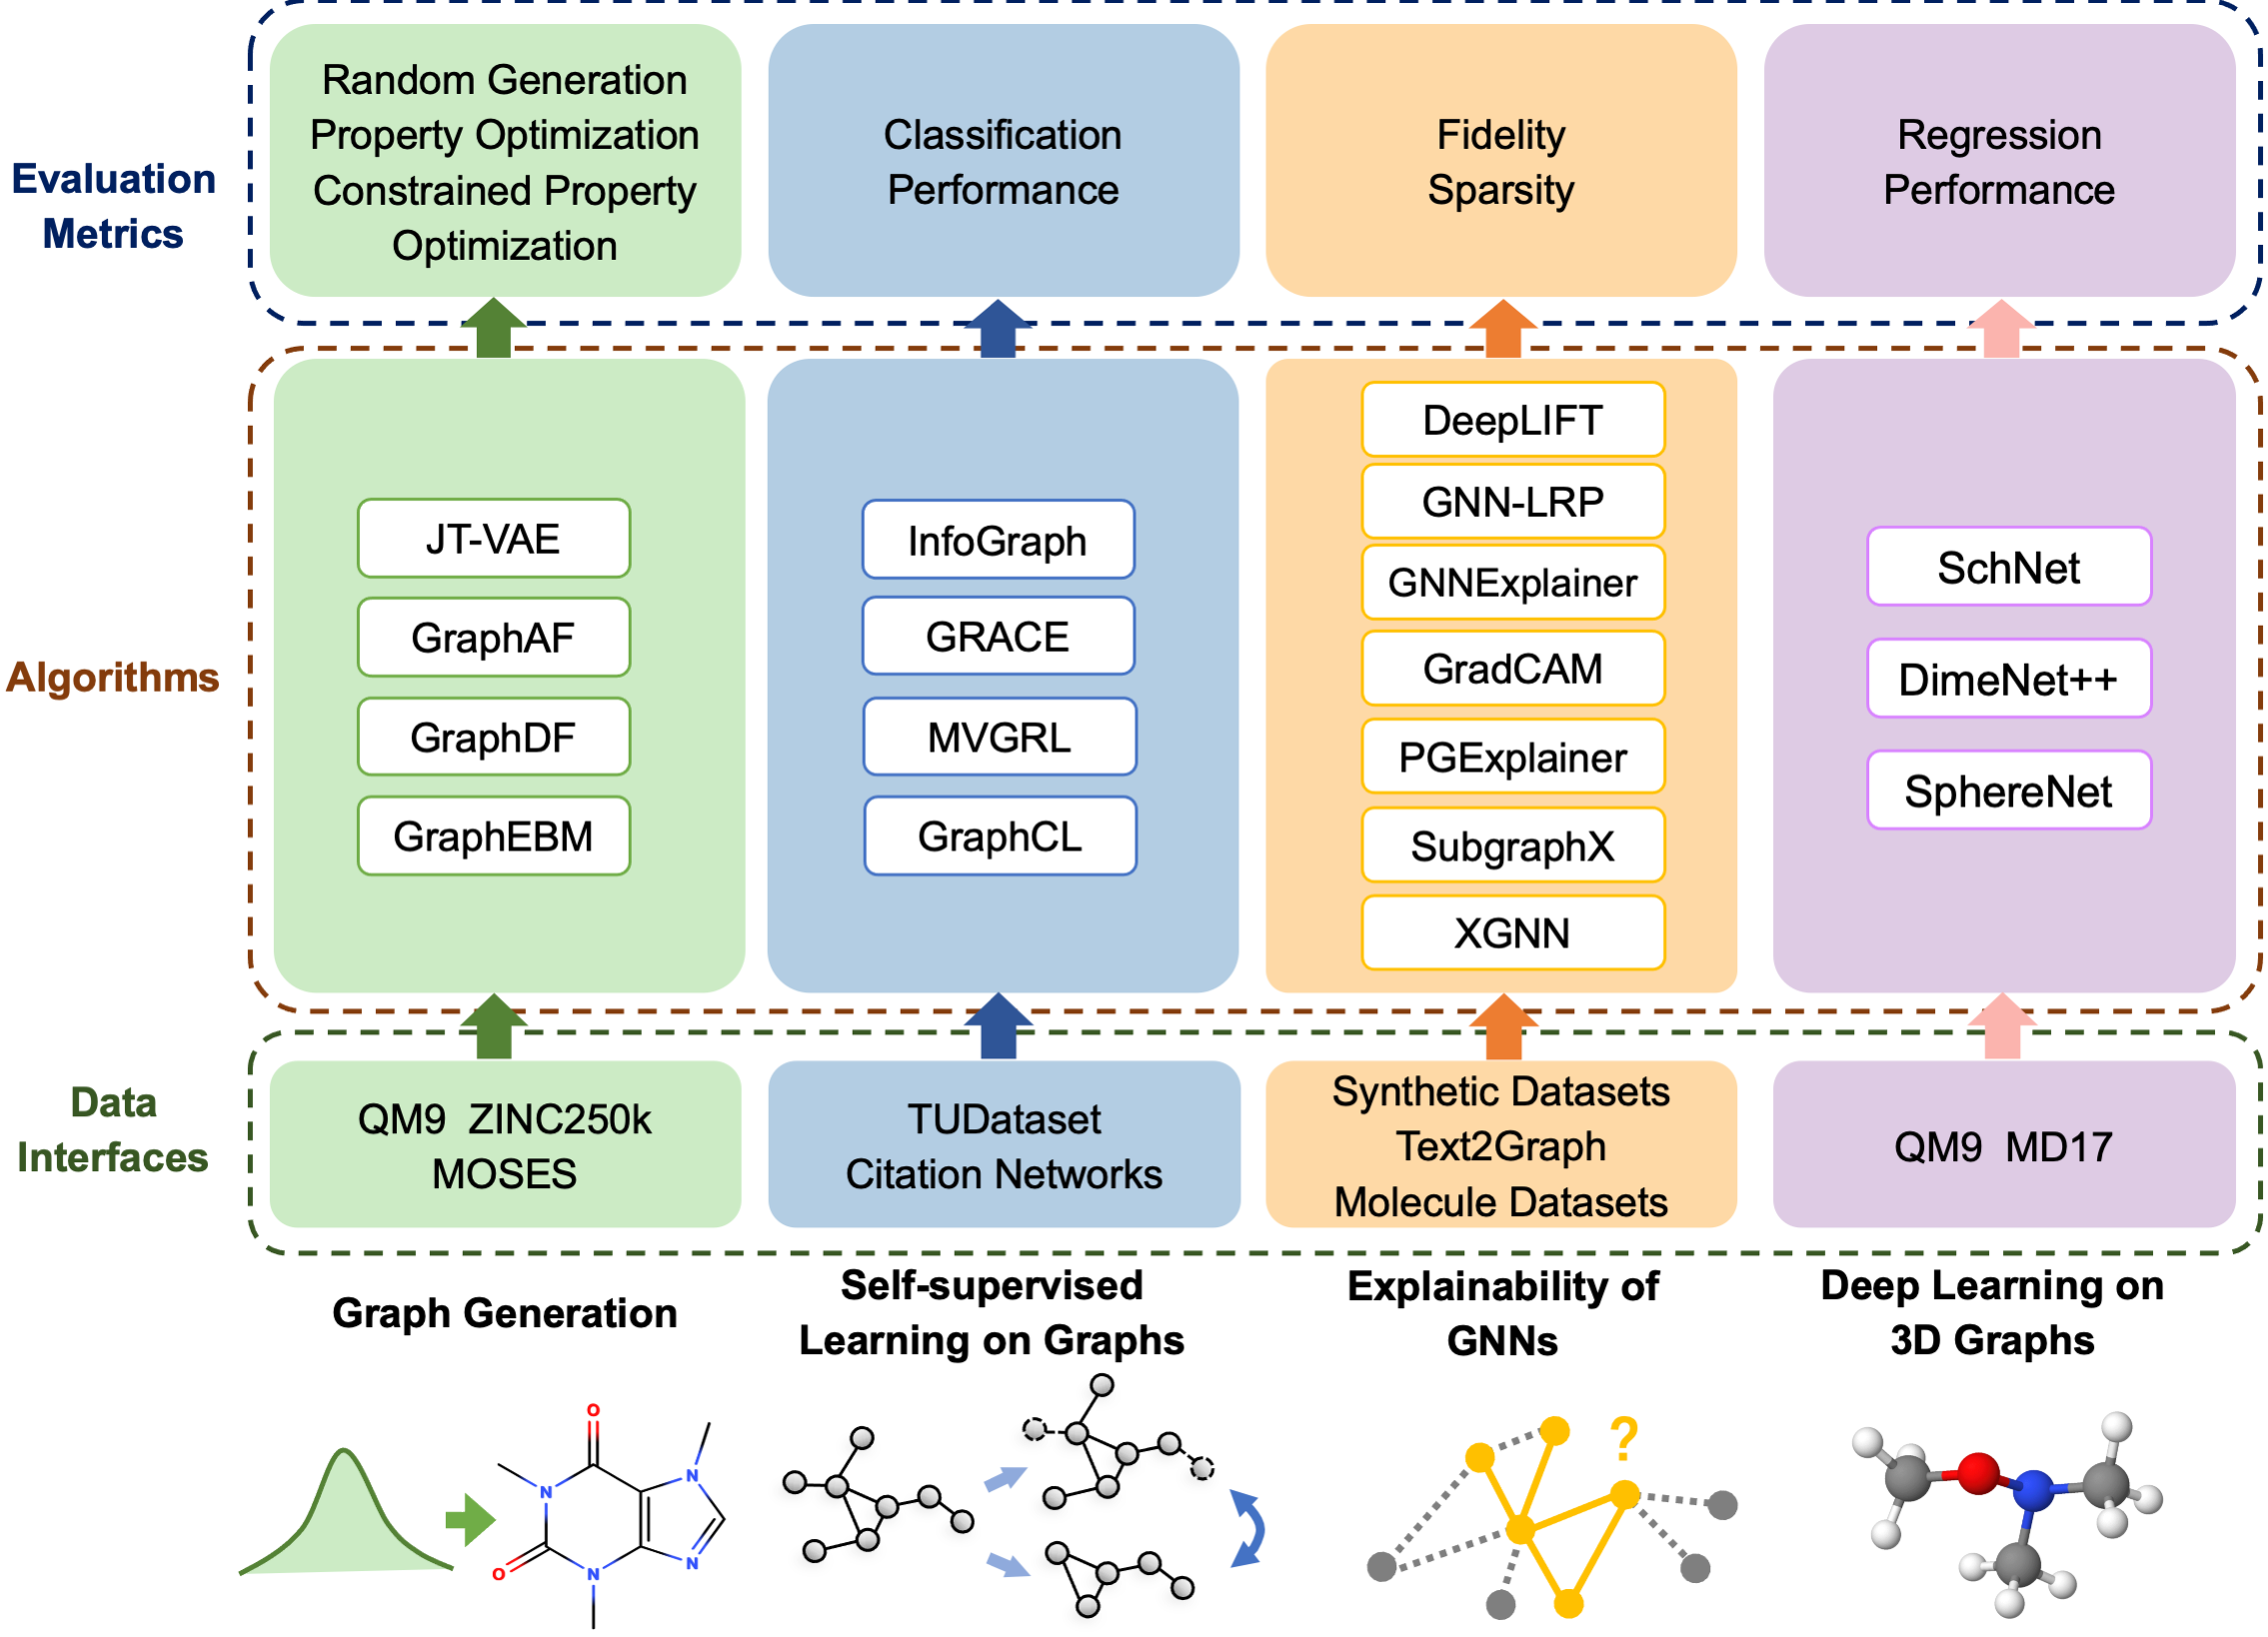 Evaluation
Metrics
Random Generation
Property Optimization
Constrained Property
Optimization
Classification
Performance
Fidelity
Sparsity
Regression
Performance
Algorithms
JT-VAE
GraphAF
GraphDF
GraphEBM
InfoGraph
GRACE
MVGRL
GraphCL
DeepLIFT
GNN-LRP
GNNExplainer
GradCAM
PGExplainer
SubgraphX
XGNN
SchNet
DimeNet++
SphereNet
Data
Interfaces
QM9 ZINC250k
MOSES
TUDataset
Citation Networks
Synthetic Datasets
Text2Graph
Molecule Datasets
QM9 MD17
Graph Generation
Self-supervised
Learning on Graphs
Explainability of
GNNs
Deep Learning on
3D Graphs
O
N
N
O
N
N
?